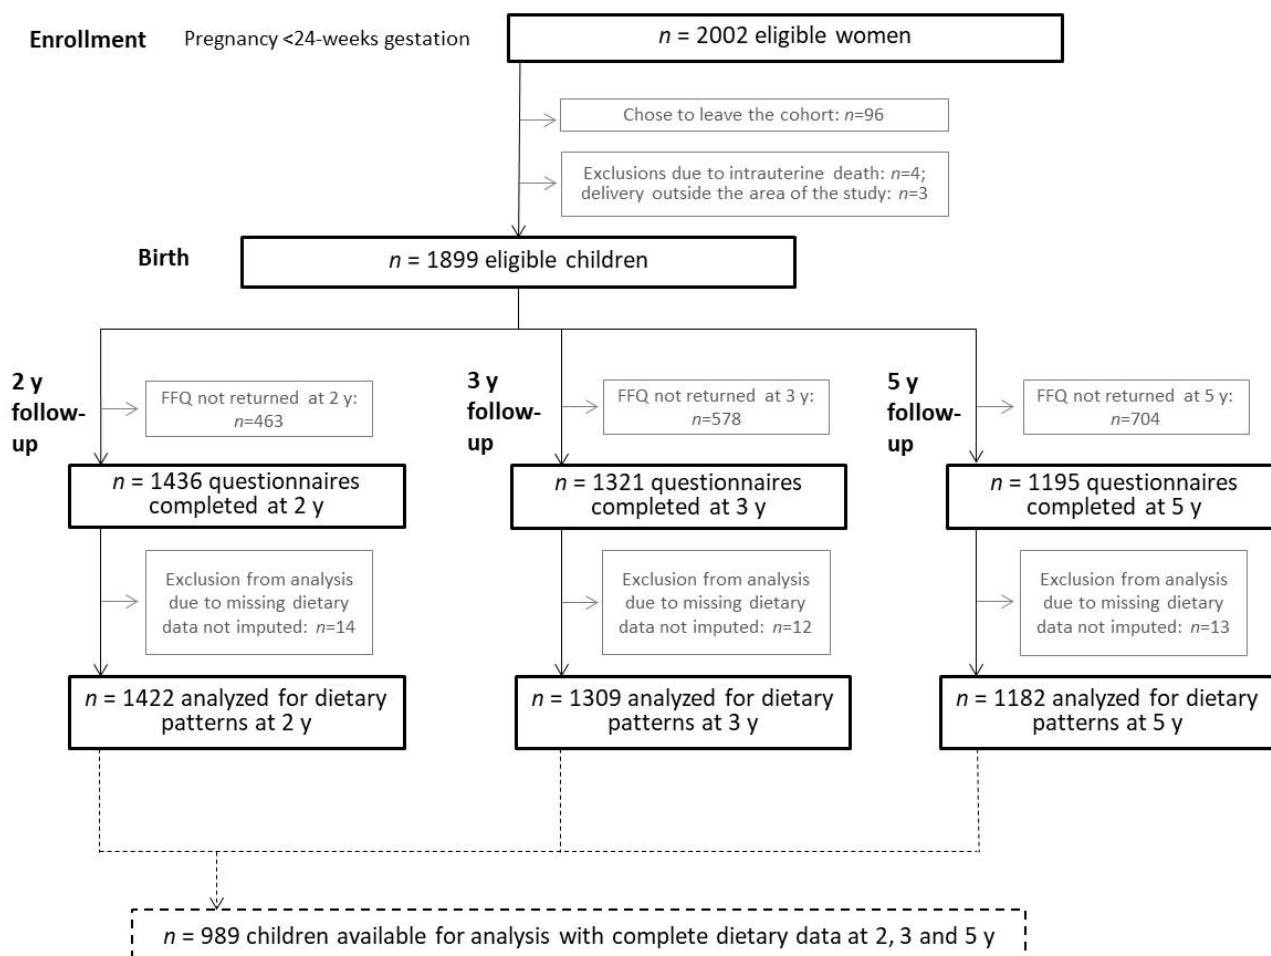 Enrollment
Pregnancy <24-weeks gestation
n = 2002 eligible women
Chose to leave the cohort: n=96
Exclusions due to intrauterine death: n=4;
delivery outside the area of the study: n=3
Birth
n = 1899 eligible children
2 y
follow-
up
FFQ not returned at 2 y:
n=463
3 y
follow-
up
FFQ not returned at 3 y:
n=578
5 y
follow-
up
FFQ not returned at 5 y:
n=704
n = 1436 questionnaires
completed at 2 y
n = 1321 questionnaires
completed at 3 y
n = 1195 questionnaires
completed at 5 y
Exclusion from analysis
due to missing dietary
data not imputed: n=14
Exclusion from analysis
due to missing dietary
data not imputed: n=12
Exclusion from analysis
due to missing dietary
data not imputed: n=13
n = 1422 analyzed for dietary
patterns at 2 y
n = 1309 analyzed for dietary
patterns at 3 y
n = 1182 analyzed for dietary
patterns at 5 y
n = 989 children available for analysis with complete dietary data at 2, 3 and 5 y